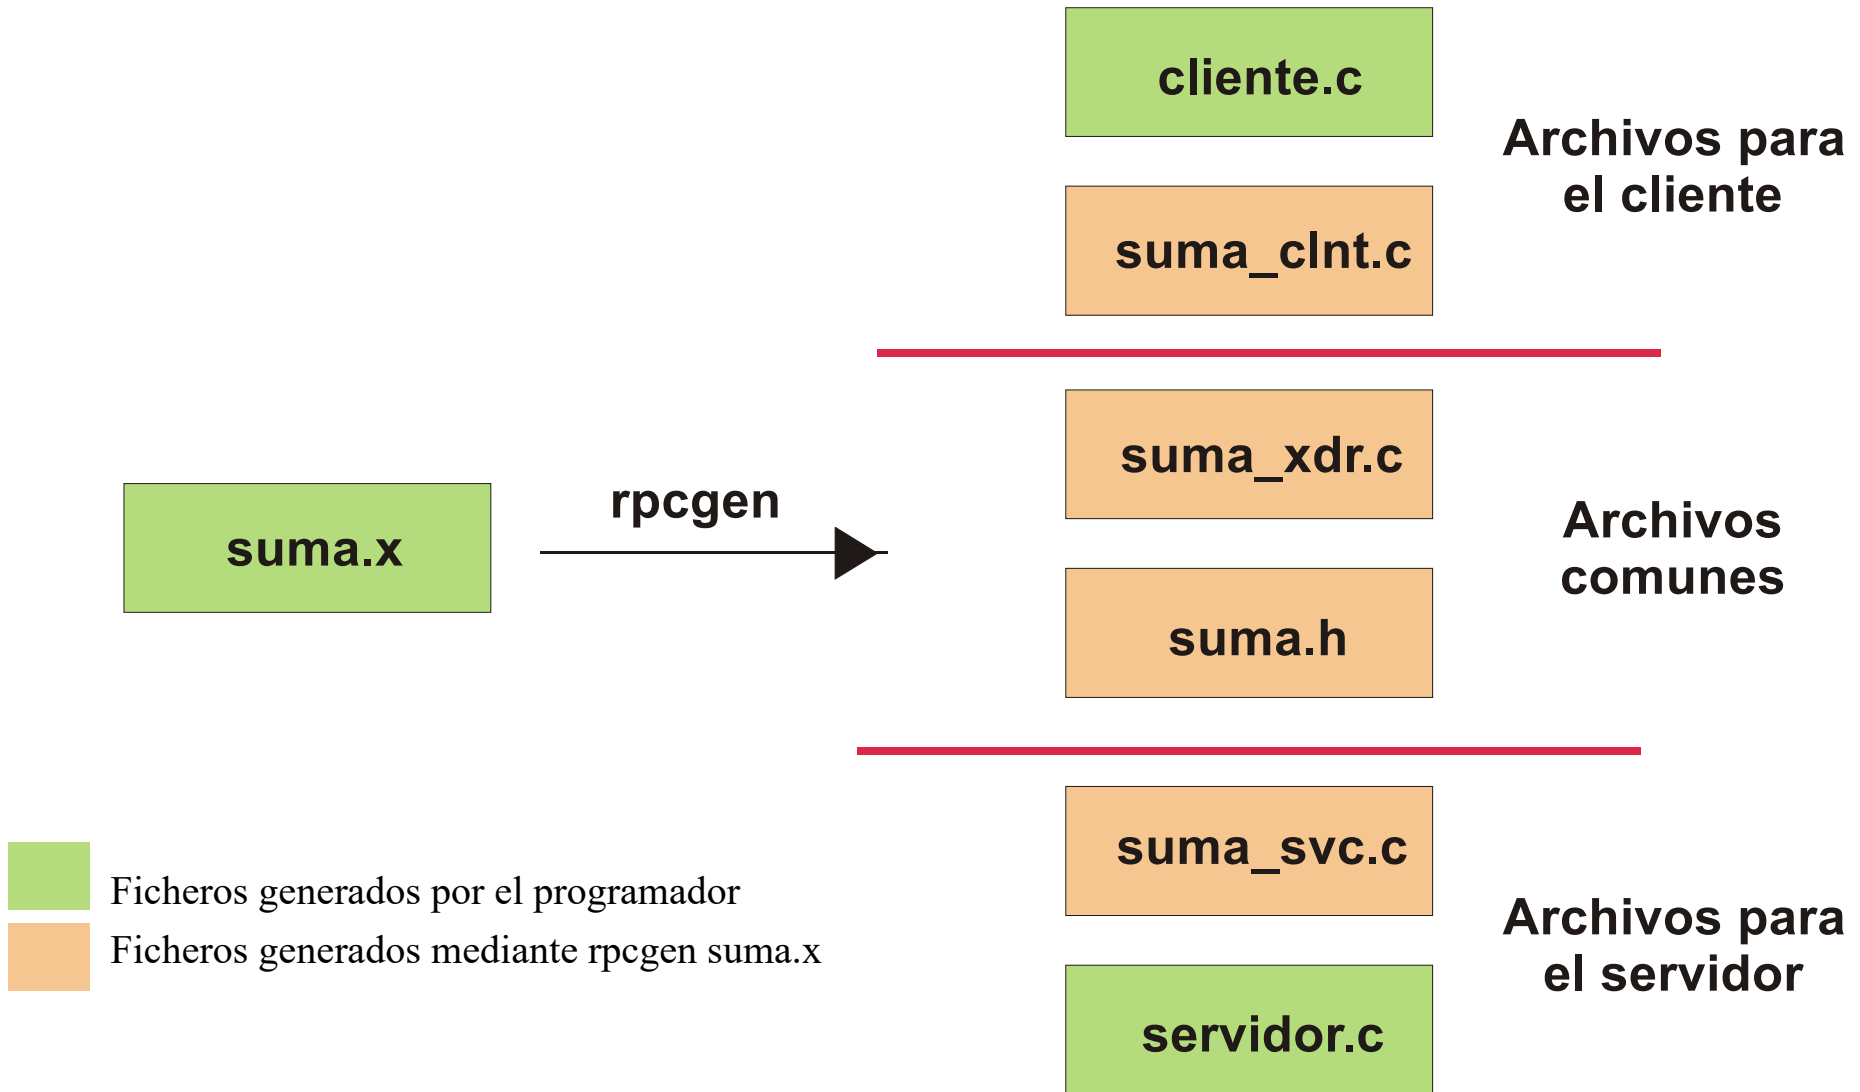 cliente.c
Archivos para
el cliente
suma_clnt.c
suma_xdr.c
rpcgen
suma.x
Archivos
comunes
suma.h
suma_svc.c
Ficheros generados por el programador
Ficheros generados mediante rpcgen suma.x
Archivos para
el servidor
servidor.c